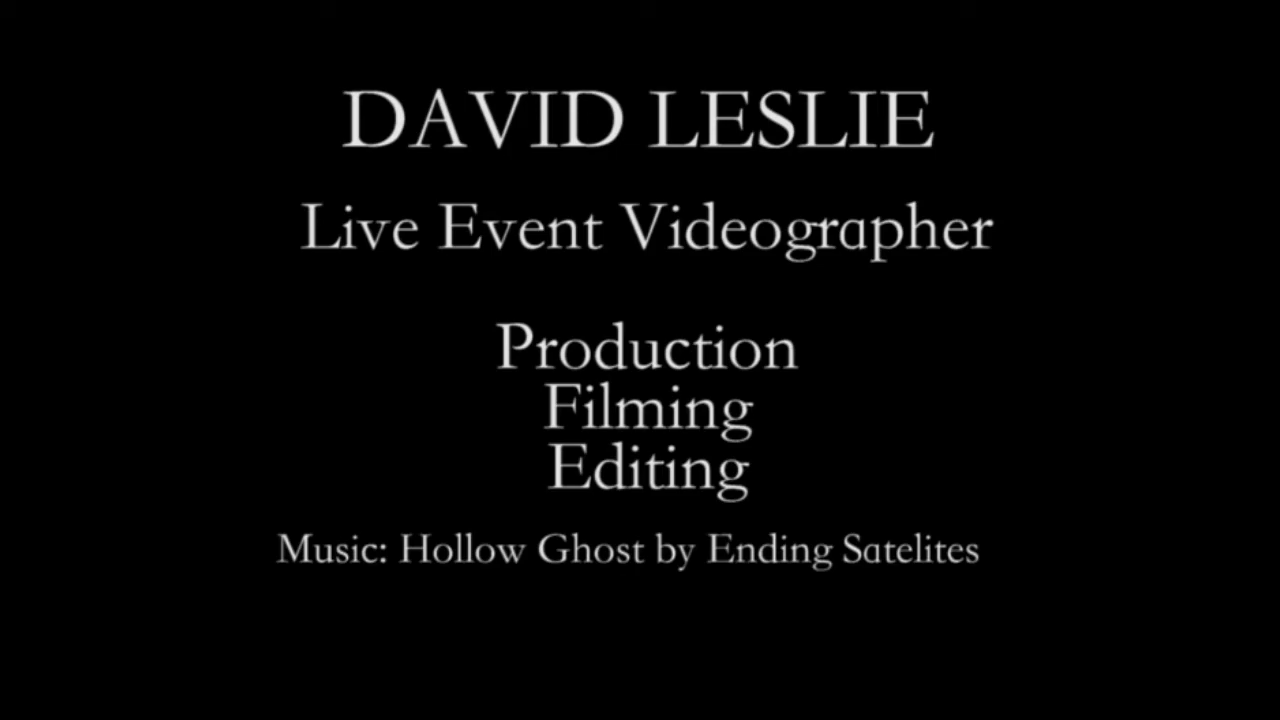 DAVID LESLIE
Live Event Videographer
Production
Filming
Editing
Music: Hollow Ghost by Ending Satelites